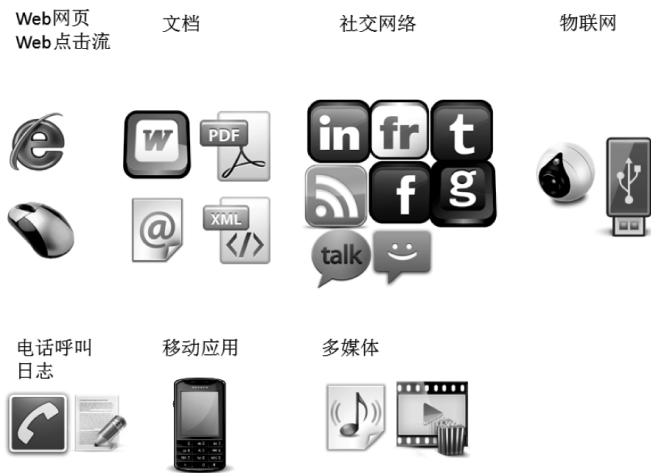 Web网页
Web点击流
文档
社交网络
物联网
W
PDF
@
XML
</>
in
fr
t
f
g
talk
电话呼叫
日志
移动应用
多媒体